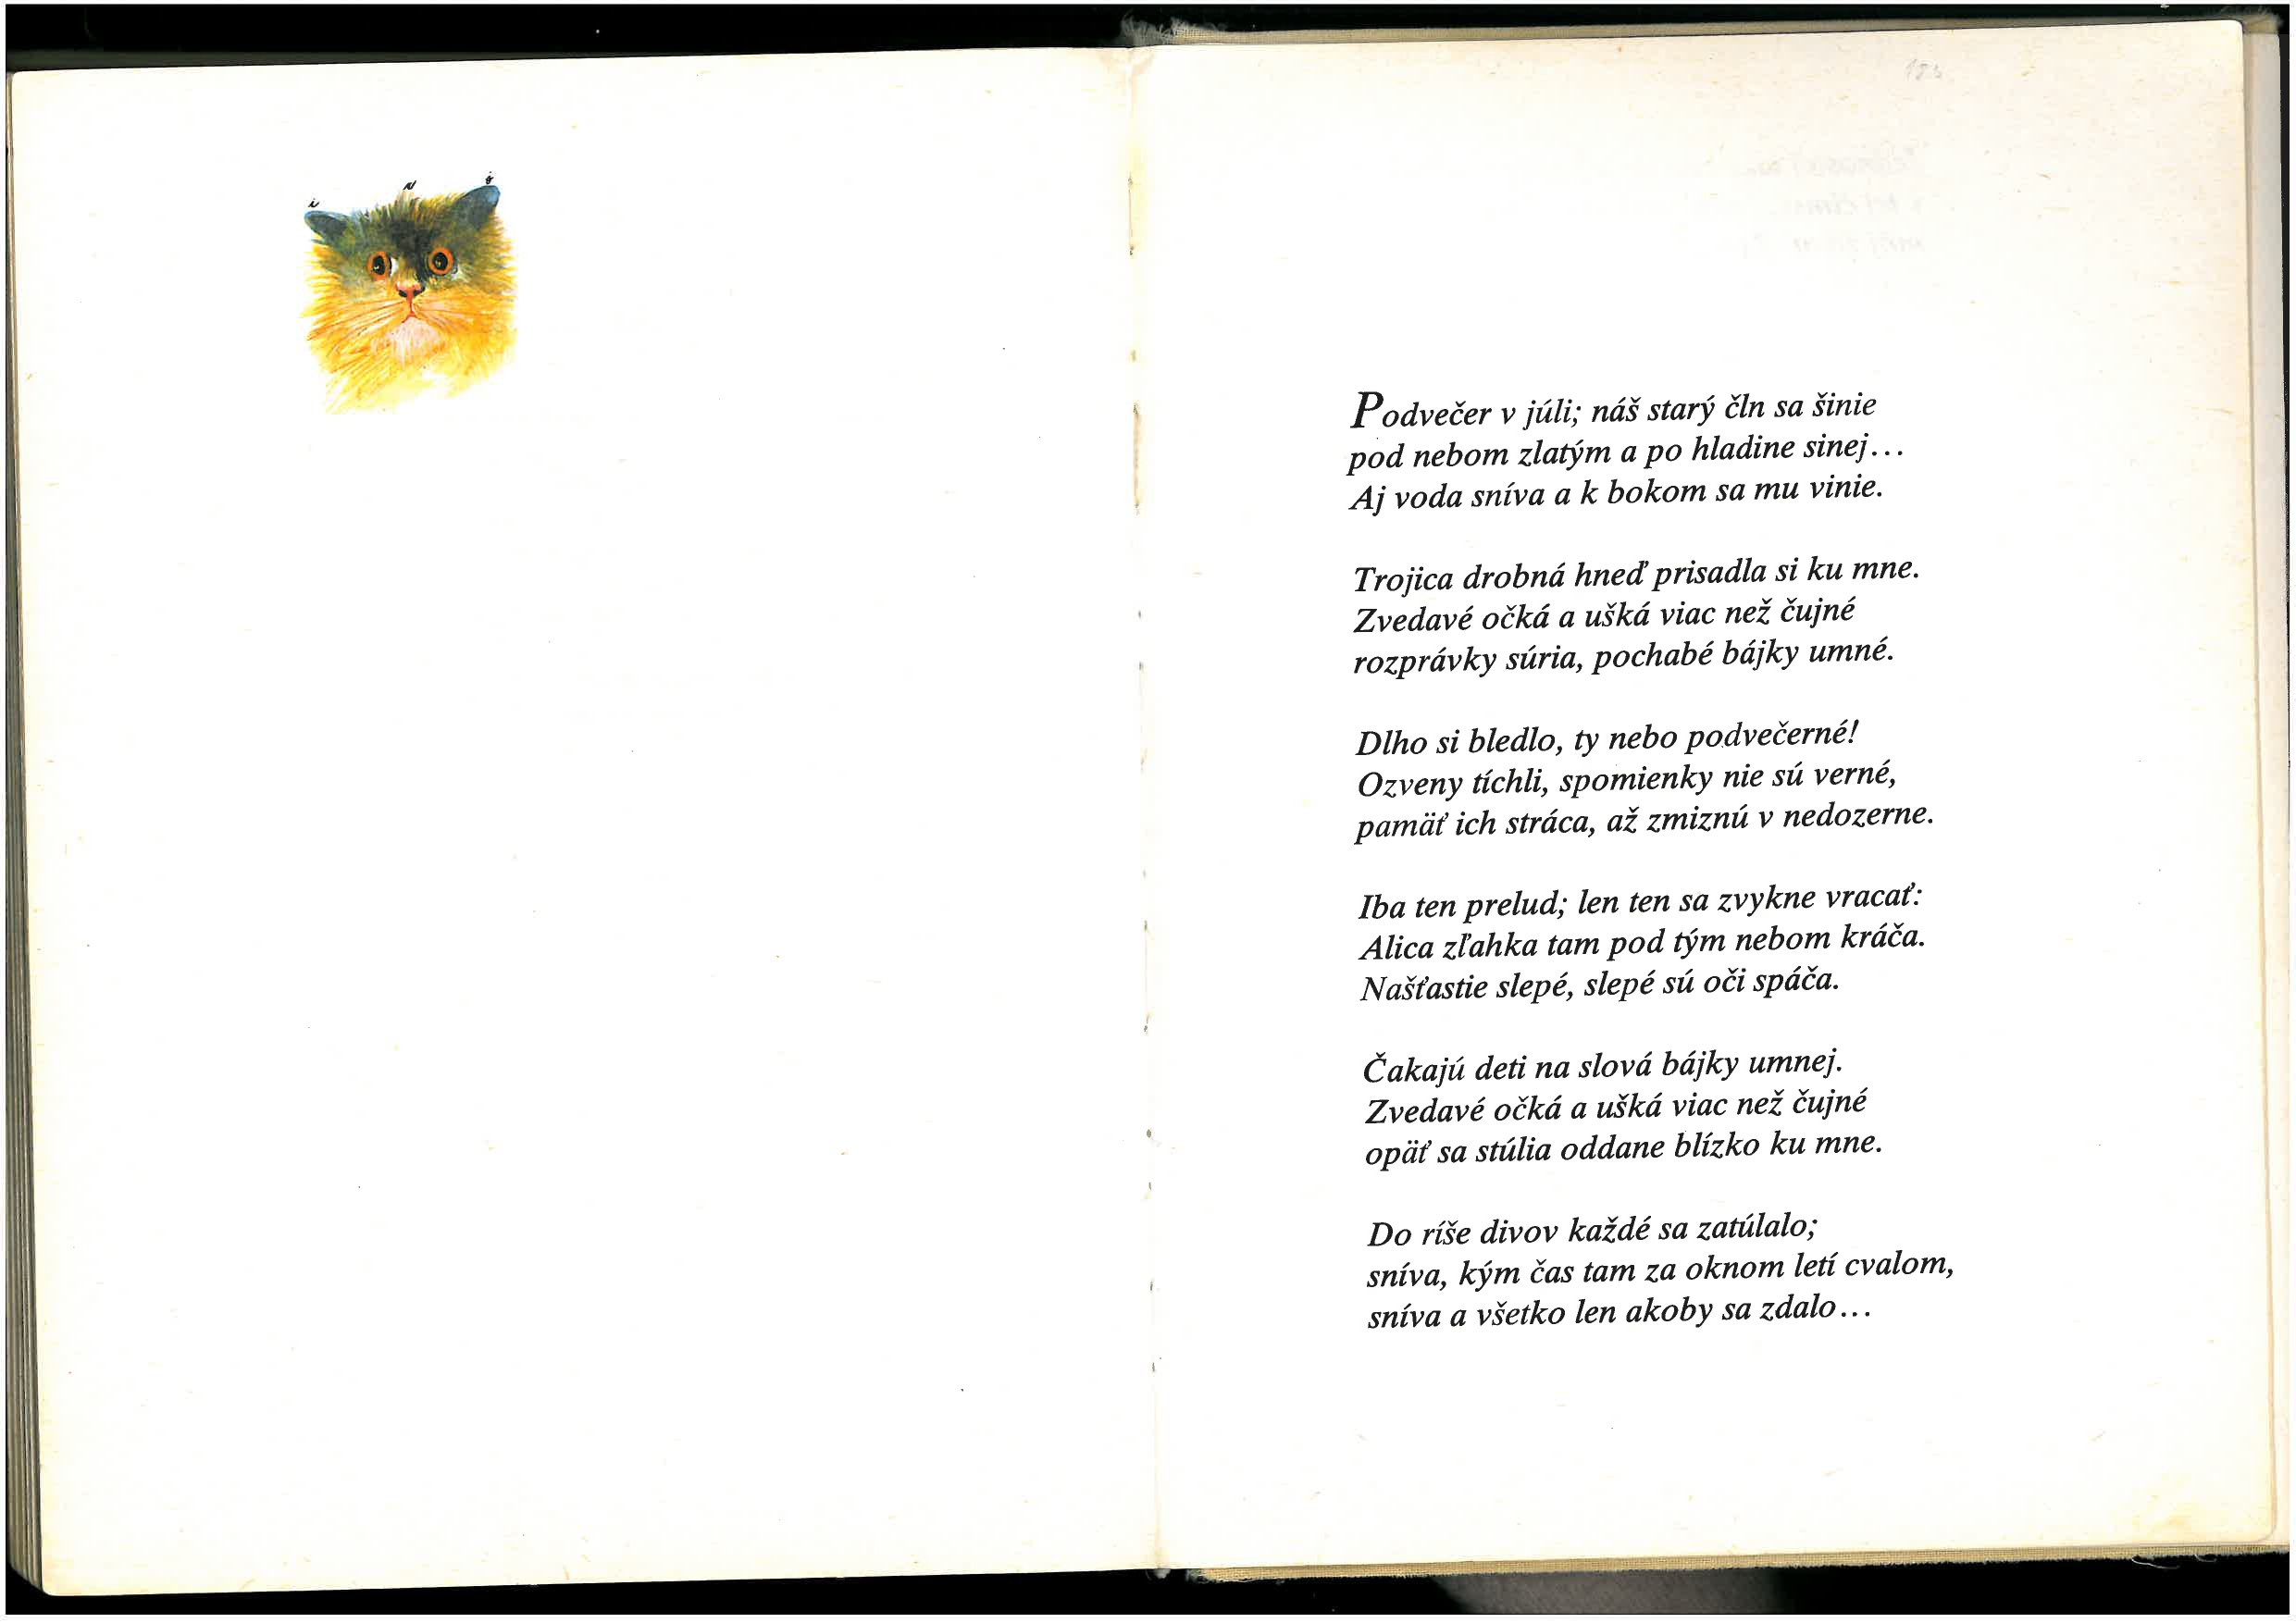 Podvečer v júli; náš starý čln sa šinie
pod nebom zlatým a po hladine sinej...
Aj voda sníva a k bokom sa mu vinie.
Trojica drobná hneď prisadla si ku mne.
Zvedavé očká a ušká viac než čujné
rozprávky súria, pochabé bájky umné.
Dlho si bledlo, ty nebo podvečerné!
Ozveny tíchli, spomienky nie sú verné,
pamäť ich stráca, až zmiznú v nedozerne.
Iba ten prelud; len ten sa zvykne vracať:
Alica zľahka tam pod tým nebom kráča.
Našťastie slepé, slepé sú oči spáča.
Čakajú deti na slová bájky umnej.
Zvedavé očká a ušká viac než čujné
opäť sa stúlia oddane blízko ku mne.
Do ríše divov každé sa zatúlalo;
sníva, kým čas tam za oknom letí cvalom,
sníva a všetko len akoby sa zdalo...